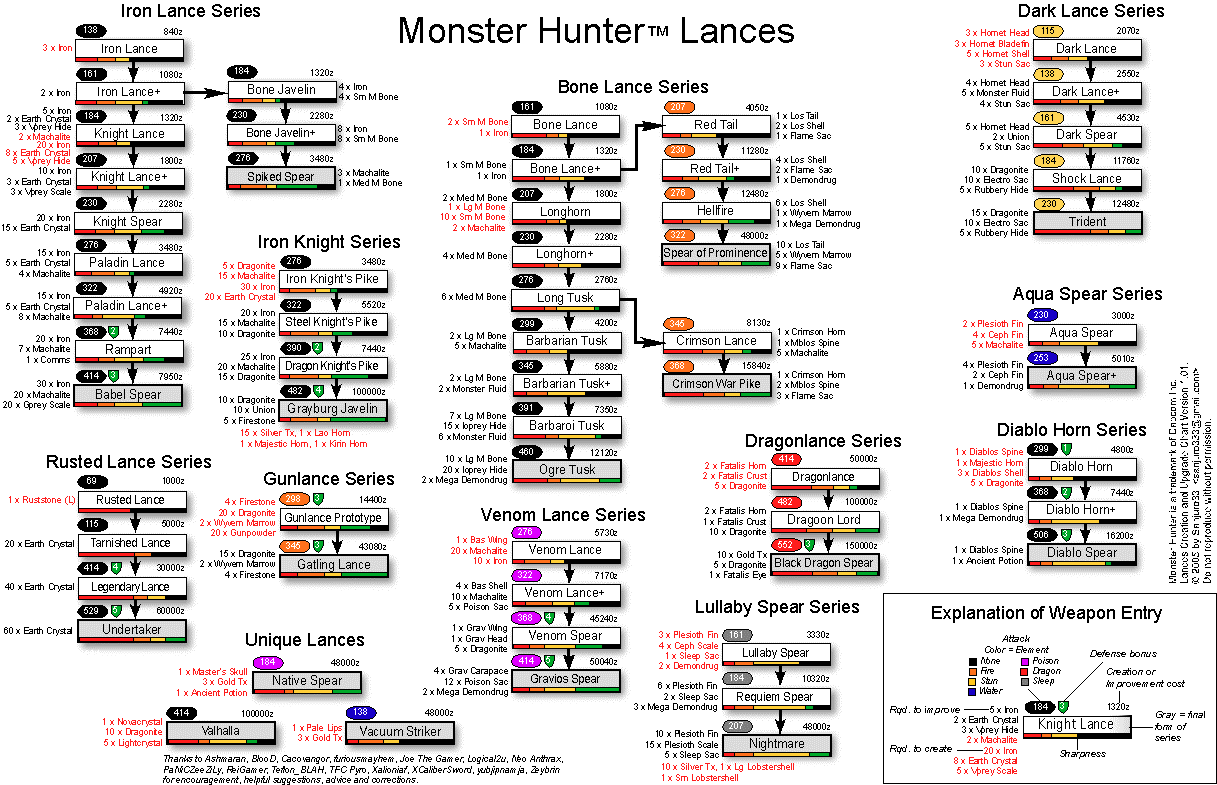 Monster Hunter™ Lances
Iron Lance Series
138 840z
3 x Iron
Iron Lance
161 1080z
2 x Iron
Iron Lance+
5 x Iron
2 x Earth Crystal
3 x Vprey Hide
2 x Machalite
20 x Iron
8 x Earth Crystal
5 x Vprey Hide
184 1320z
Knight Lance
207 1800z
10 x Iron
3 x Earth Crystal
3 x Vprey Scale
Knight Lance+
230 2280z
20 x Iron
15 x Earth Crystal
Knight Spear
276 3480z
15 x Iron
5 x Earth Crystal
4 x Machalite
Paladin Lance
322 4920z
15 x Iron
5 x Earth Crystal
8 x Machalite
Paladin Lance+
368 2 7440z
20 x Iron
7 x Machalite
1 x Comms
Rampart
414 3 7950z
30 x Iron
20 x Machalite
20 x Gprey Scale
Babel Spear
184 1320z
Bone Javelin
4 x Iron
4 x Sm M Bone
230 2280z
Bone Javelin+
8 x Iron
8 x Sm M Bone
276 3480z
Spiked Spear
3 x Machalite
1 x Med M Bone
Iron Knight Series
276 3480z
5 x Dragonite
15 x Machalite
30 x Iron
20 x Earth Crystal
Iron Knight's Pike
322 5520z
20 x Iron
15 x Machalite
10 x Dragonite
Steel Knight's Pike
390 2 7440z
25 x Iron
20 x Machalite
15 x Dragonite
Dragon Knight's Pike
482 4 100000z
10 x Dragonite
10 x Union
5 x Firestone
Grayburg Javelin
15 x Silver Tx, 1 x Lao Horn
1 x Majestic Horn, 1 x Kirin Horn
Bone Lance Series
161 1080z
2 x Sm M Bone
1 x Iron
Bone Lance
184 1320z
1 x Sm M Bone
1 x Iron
Bone Lance+
207 1800z
2 x Med M Bone
1 x Lg M Bone
10 x Sm M Bone
2 x Machalite
Longhorn
230 2280z
4 x Med M Bone
Longhorn+
276 2760z
6 x Med M Bone
Long Tusk
299 4200z
2 x Lg M Bone
5 x Machalite
Barbarian Tusk
345 5880z
2 x Lg M Bone
2 x Monster Fluid
Barbarian Tusk+
391 7350z
7 x Lg M Bone
15 x Ioprey Hide
6 x Monster Fluid
Barbaroi Tusk
460 12120z
10 x Lg M Bone
20 x Ioprey Hide
2 x Mega Demondrug
Ogre Tusk
207 4050z
Red Tail
1 x Los Tail
2 x Los Shell
1 x Flame Sac
230 11280z
Red Tail+
4 x Los Shell
2 x Flame Sac
1 x Demondrug
276 12480z
Hellfire
6 x Los Shell
1 x Wyvern Marrow
1 x Mega Demondrug
322 48000z
Spear of Prominence
10 x Los Tail
5 x Wyvern Marrow
9 x Flame Sac
345 8130z
Crimson Lance
1 x Crimson Horn
1 x Mblos Spine
5 x Machalite
368 15840z
Crimson War Pike
1 x Crimson Horn
2 x Mblos Spine
3 x Flame Sac
Dark Lance Series
115 2070z
3 x Hornet Head
3 x Hornet Bladefin
5 x Hornet Shell
3 x Stun Sac
Dark Lance
138 2550z
4 x Hornet Head
5 x Monster Fluid
4 x Stun Sac
Dark Lance+
161 4530z
5 x Hornet Head
2 x Union
5 x Stun Sac
Dark Spear
184 11760z
10 x Dragonite
10 x Electro Sac
5 x Rubbery Hide
Shock Lance
230 12480z
15 x Dragonite
10 x Electro Sac
5 x Rubbery Hide
Trident
Aqua Spear Series
230 3000z
2 x Plesioth Fin
4 x Ceph Fin
5 x Machalite
Aqua Spear
253 5010z
4 x Plesioth Fin
2 x Ceph Fin
1 x Demondrug
Aqua Spear+
Diablo Horn Series
299 1 4800z
1 x Diablos Spine
1 x Majestic Horn
3 x Diablos Shell
5 x Dragonite
Diablo Horn
368 2 7440z
1 x Diablos Spine
1 x Mega Demondrug
Diablo Horn+
506 3 16200z
1 x Diablos Spine
1 x Ancient Potion
Diablo Spear
Rusted Lance Series
69 1000z
1 x Ruststone (L)
Rusted Lance
115 5000z
20 x Earth Crystal
Tarnished Lance
414 4 30000z
40 x Earth Crystal
Legendary Lance
529 5 60000z
60 x Earth Crystal
Undertaker
Gunlance Series
298 3 14400z
4 x Firestone
20 x Dragonite
2 x Wyvern Marrow
20 x Gunpowder
Gunlance Prototype
345 3 43080z
15 x Dragonite
2 x Wyvern Marrow
4 x Firestone
Gatling Lance
Unique Lances
184 48000z
1 x Master's Skull
3 x Gold Tx
1 x Ancient Potion
Native Spear
414 100000z
1 x Novacrystal
10 x Dragonite
5 x Lightcrystal
Valhalla
138 48000z
1 x Pale Lips
3 x Gold Tx
Vacuum Striker
Venom Lance Series
276 5730z
1 x Bas Wing
20 x Machalite
10 x Iron
Venom Lance
322 7170z
4 x Bas Shell
10 x Machalite
5 x Poison Sac
Venom Lance+
368 4 45240z
1 x Grav Wing
1 x Grav Head
5 x Dragonite
Venom Spear
414 5 50040z
4 x Grav Carapace
12 x Poison Sac
2 x Mega Demondrug
Gravios Spear
Dragonlance Series
414 50000z
2 x Fatalis Horn
2 x Fatalis Crust
5 x Dragonite
Dragonlance
482 100000z
2 x Fatalis Horn
1 x Fatalis Crust
10 x Dragonite
Dragoon Lord
552 3 150000z
10 x Gold Tx
5 x Dragonite
1 x Fatalis Eye
Black Dragon Spear
Lullaby Spear Series
161 3330z
3 x Plesioth Fin
4 x Ceph Scale
1 x Sleep Sac
2 x Demondrug
Lullaby Spear
184 10320z
6 x Plesioth Fin
2 x Sleep Sac
3 x Mega Demondrug
Requiem Spear
207 48000z
10 x Plesioth Fin
15 x Plesioth Scale
5 x Sleep Sac
Nightmare
10 x Silver Tx, 1 x Lg Lobstershell
1 x Sm Lobstershell
Explanation of Weapon Entry
Attack
Color = Element
None
Fire
Stun
Water
Poison
Dragon
Sleep
Defense bonus
Creation or
Improvement cost
Rqd. to improve
5 x Iron
2 x Earth Crystal
3 x Vprey Hide
2 x Machalite
20 x Iron
8 x Earth Crystal
5 x Vprey Scale
184 3 1320z
Knight Lance
Gray = final
form of
series
Rqd. to create
Sharpness
Thanks to Ashmaran, BlooD, Cacovangor, furiousmayhem, Joe The Gamer, Logical2u, Neo Anthrax,
PaNiCZeeZiLy, ReiGamer, Teflon_BLAH, TFC Pyro, Xalioniaf, XCaliberSword, yubjipnamja, Zeybrin
for encouragement, helpful suggestions, advice and corrections.
Monster Hunter is a trademark of Capcom Inc.
Lances Creation and Upgrade Chart Version 1.01.
© 2005 by Sanjuro33
Do not reproduce without permission.